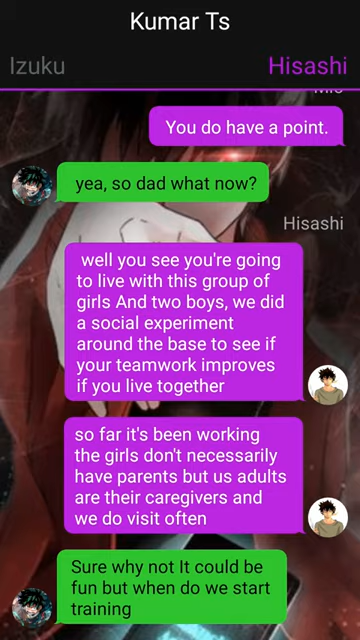 Kumar Ts
Izuku
Hisashi
You do have a point.
yea, so dad what now?
Hisashi
well you see you're going
to live with this group of
girls And two boys, we did
a social experiment
around the base to see if
your teamwork improves
if you live together
so far it's been working
the girls don't necessarily
have parents but us adults
are their caregivers and
we do visit often
Sure why not It could be
fun but when do we start
training